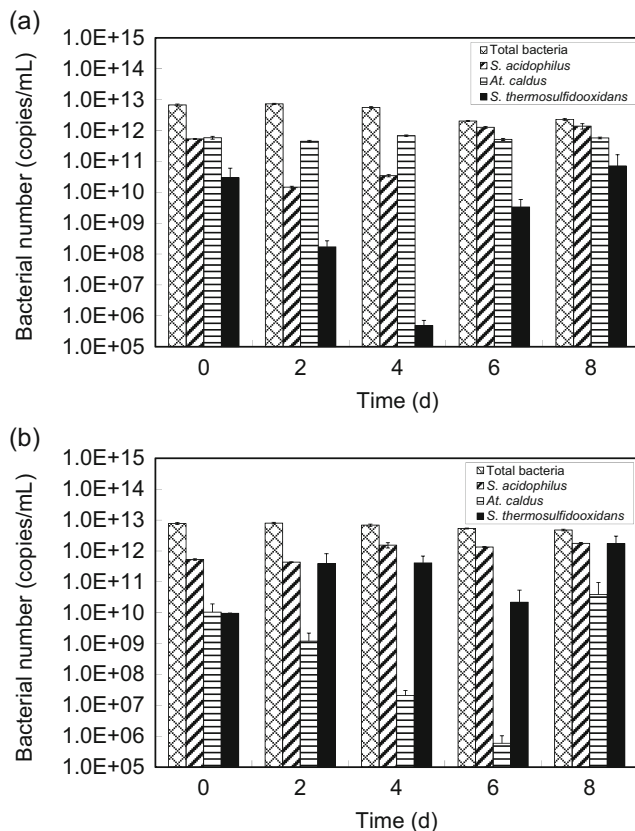 (a)
Bacterial number (copies/mL)
1.0E+15
1.0E+14
1.0E+13
1.0E+12
1.0E+11
1.0E+10
1.0E+09
1.0E+08
1.0E+07
1.0E+06
1.0E+05
Total bacteria
S. acidophilus
At. caldus
S. thermosulfidooxidans
0 2 4 6 8
Time (d)
(b)
Bacterial number (copies/mL)
1.0E+15
1.0E+14
1.0E+13
1.0E+12
1.0E+11
1.0E+10
1.0E+09
1.0E+08
1.0E+07
1.0E+06
1.0E+05
Total bacteria
S. acidophilus
At. caldus
S. thermosulfidooxidans
0 2 4 6 8
Time (d)